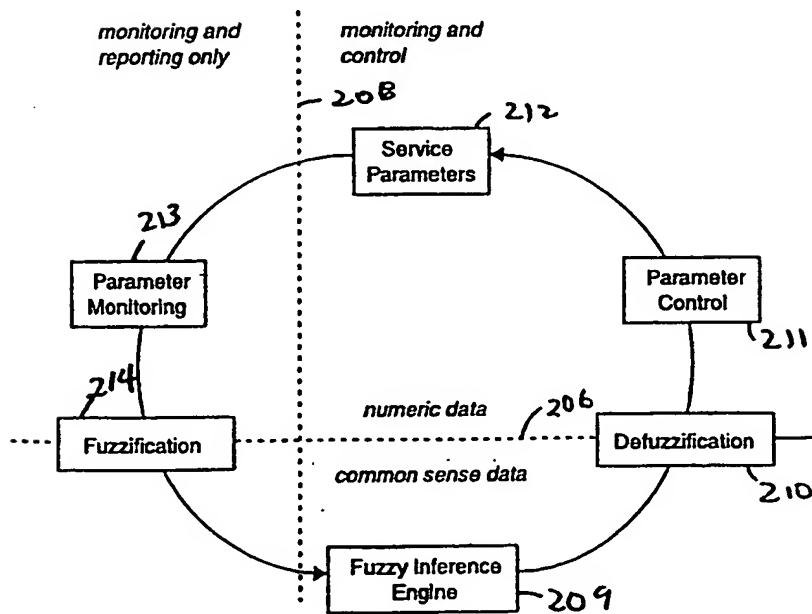 monitoring and
reporting only
monitoring and
control
208
212
Service
Parameters
213
Parameter
Monitoring
Parameter
Control
211
214
Fuzzification
numeric data
206
Defuzzification
common sense data
210
Fuzzy Inference
Engine
209